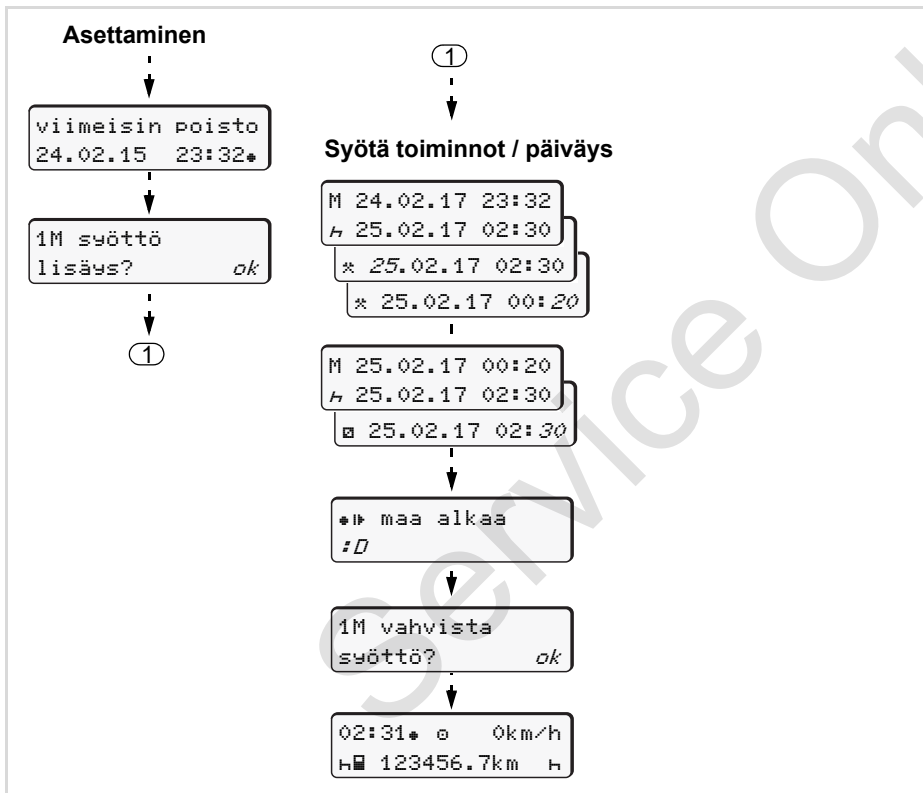 Asettaminen
viimeisin poisto
24.02.15 23:32
1M syöttö
lisäys? ok
1
1
Syötä toiminnot / päiväys
M 24.02.17 23:32
25.02.17 02:30
25.02.17 02:30
25.02.17 00:20
M 25.02.17 00:20
25.02.17 02:30
25.02.17 02:30
maa alkaa
:D
1M vahvista
syöttö? ok
02:31 0km/h
123456.7km
Service On